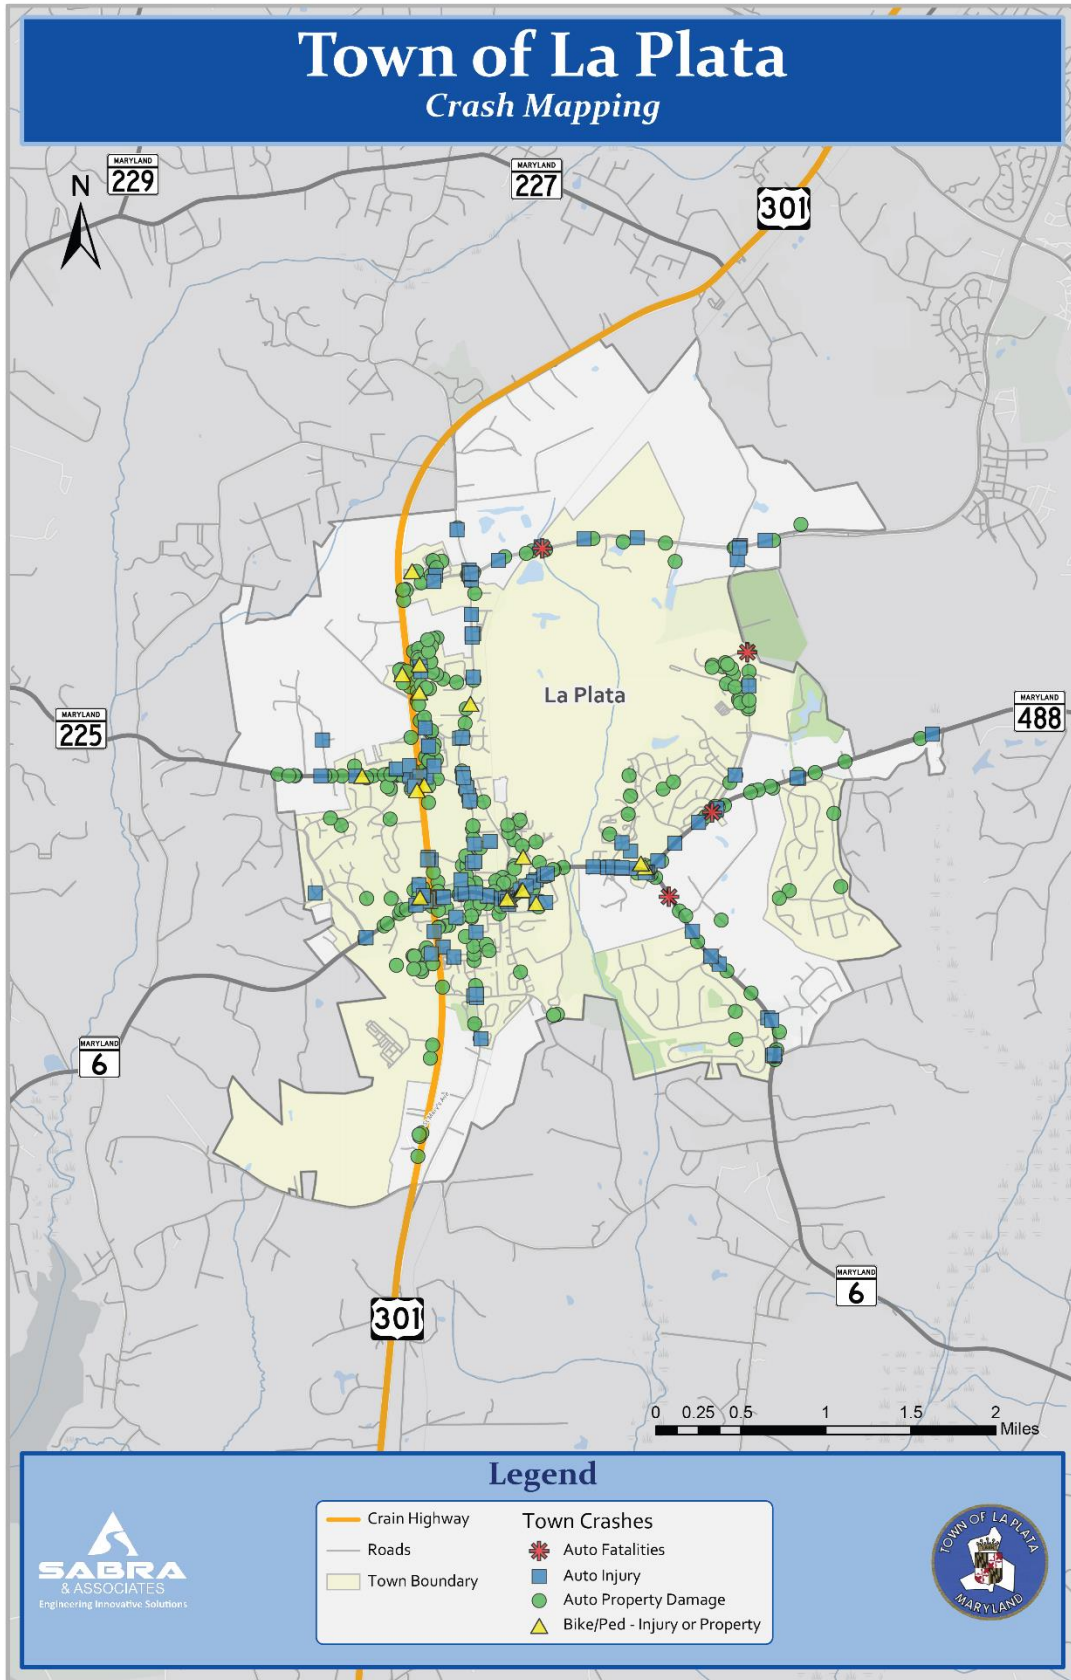 Town of La Plata
Crash Mapping
MARYLAND
229
MARYLAND
227
N
301
La Plata
MARYLAND
488
MARYLAND
225
MARYLAND
6
MARYLAND
6
301
0 0.25 0.5 1 1.5 2
Miles
Legend
Crain Highway
Roads
Town Boundary
Town Crashes
Auto Fatalities
Auto Injury
Auto Property Damage
Bike/Ped - Injury or Property
SABRA
& ASSOCIATES
Engineering Innovative Solutions
TOWN OF LA PLATA
MARYLAND